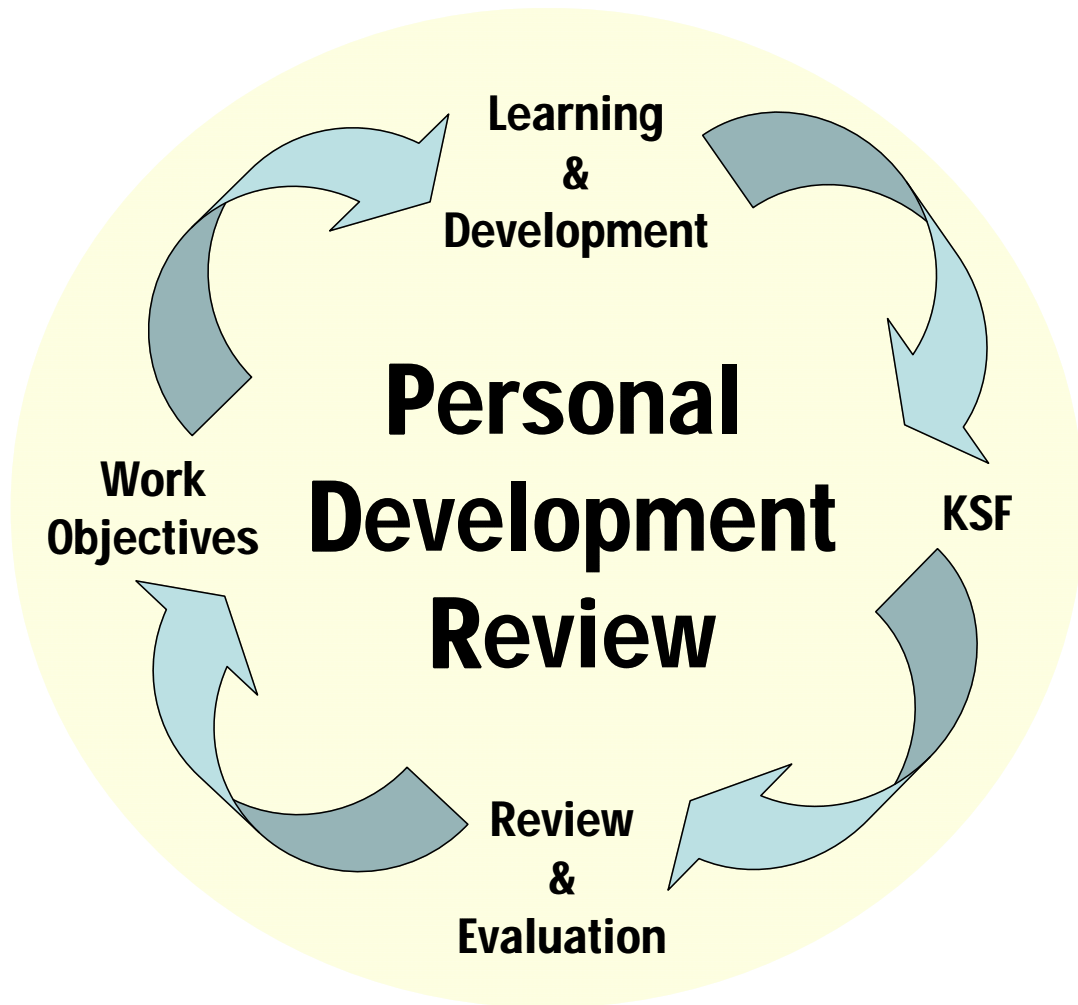 Learning
&
Development
Personal
Development
Review
Work
Objectives
KSF
Review
&
Evaluation